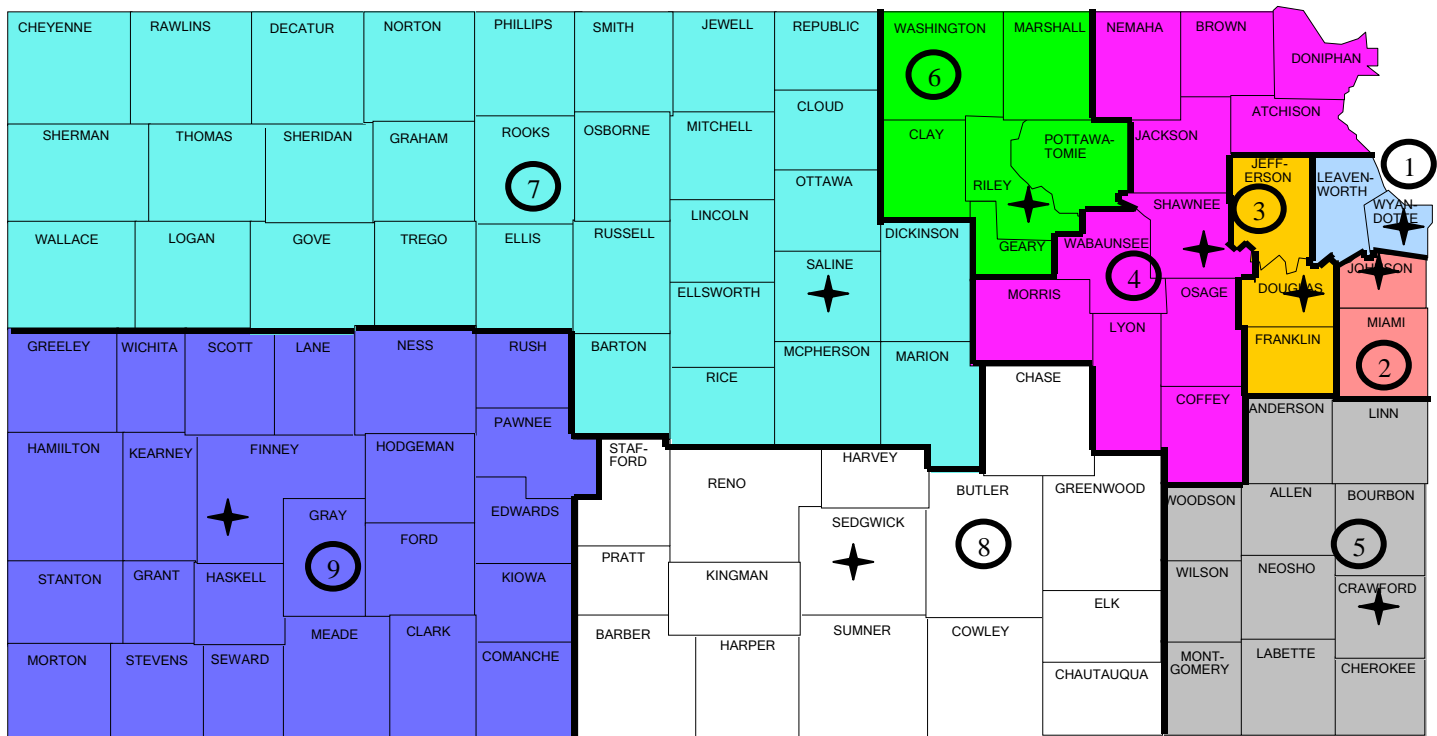 CHEYENNE
RAWLINS
DECATUR
NORTON
PHILLIPS
SMITH
JEWELL
REPUBLIC
WASHINGTON
MARSHALL
NEMAHA
BROWN
DONIPHAN
6
CLOUD
ATCHISON
SHERMAN
THOMAS
SHERIDAN
GRAHAM
ROOKS
OSBORNE
MITCHELL
CLAY
POTTAWA-
TOMIE
JACKSON
7
OTTAWA
RILEY
JEFF-
ERSON
LEAVEN-
WORTH
1
LINCOLN
SHAWNEE
3
WYAN-
DOTTE
WALLACE
LOGAN
GOVE
TREGO
ELLIS
RUSSELL
DICKINSON
GEARY
WABAUNSEE
SALINE
4
JOHNSON
ELLSWORTH
MORRIS
OSAGE
DOUGLAS
LYON
MIAMI
GREELEY
WICHITA
SCOTT
LANE
NESS
RUSH
BARTON
MCPHERSON
MARION
FRANKLIN
2
RICE
CHASE
COFFEY
ANDERSON
LINN
PAWNEE
HAMIILTON
KEARNEY
FINNEY
HODGEMAN
STAF-
FORD
HARVEY
RENO
BUTLER
GREENWOOD
WOODSON
ALLEN
BOURBON
GRAY
EDWARDS
SEDGWICK
FORD
8
5
9
PRATT
KINGMAN
STANTON
GRANT
HASKELL
KIOWA
WILSON
NEOSHO
CRAWFORD
ELK
MEADE
CLARK
BARBER
HARPER
SUMNER
COWLEY
MORTON
STEVENS
SEWARD
COMANCHE
CHAUTAUQUA
MONT-
GOMERY
LABETTE
CHEROKEE